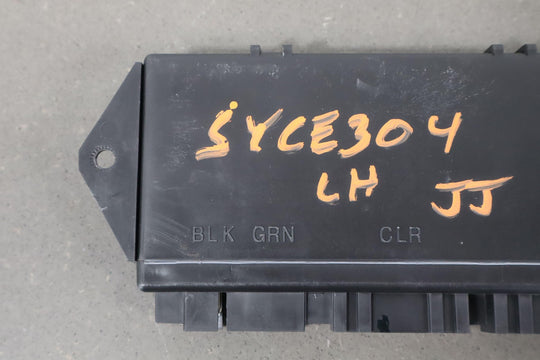 SYCE304
LH JJ
BLK GRN CLR